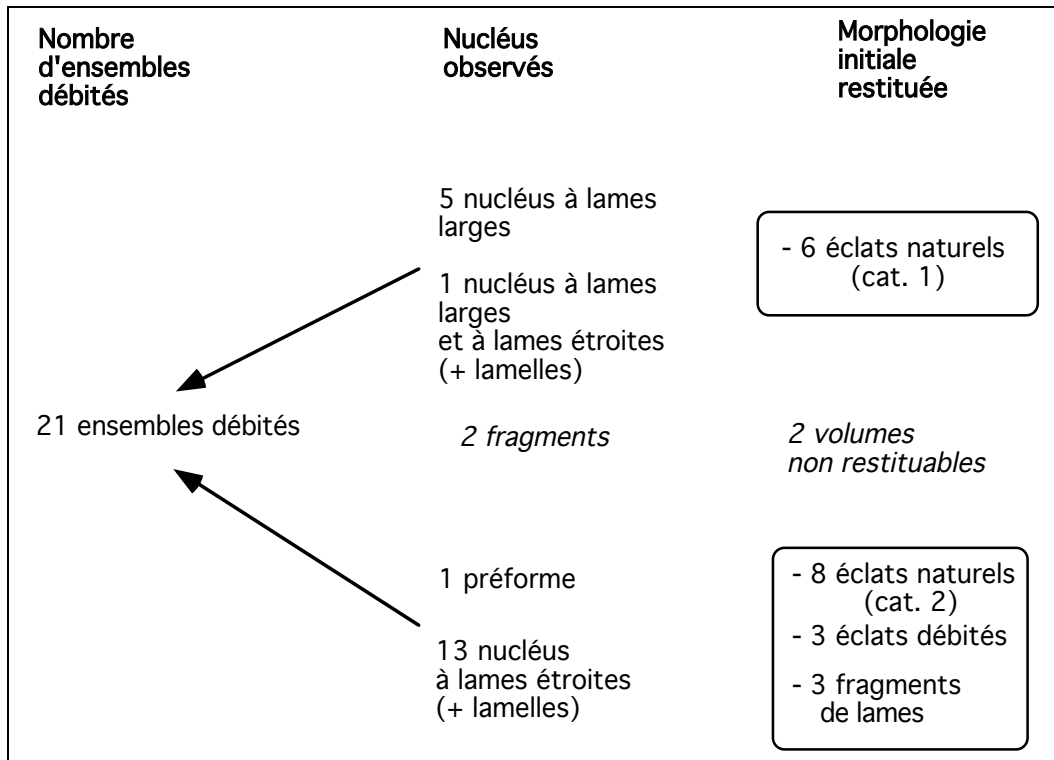 Nombre
d'ensembles
débités
Nucléus
observés
Morphologie
initiale
restituée
5 nucléus à lames
larges
1 nucléus à lames
larges
et à lames étroites
(+ lamelles)
- 6 éclats naturels
(cat. 1)
21 ensembles débités
2 fragments
2 volumes
non restituables
1 préforme
13 nucléus
à lames étroites
(+ lamelles)
- 8 éclats naturels
(cat. 2)
- 3 éclats débités
- 3 fragments
de lames